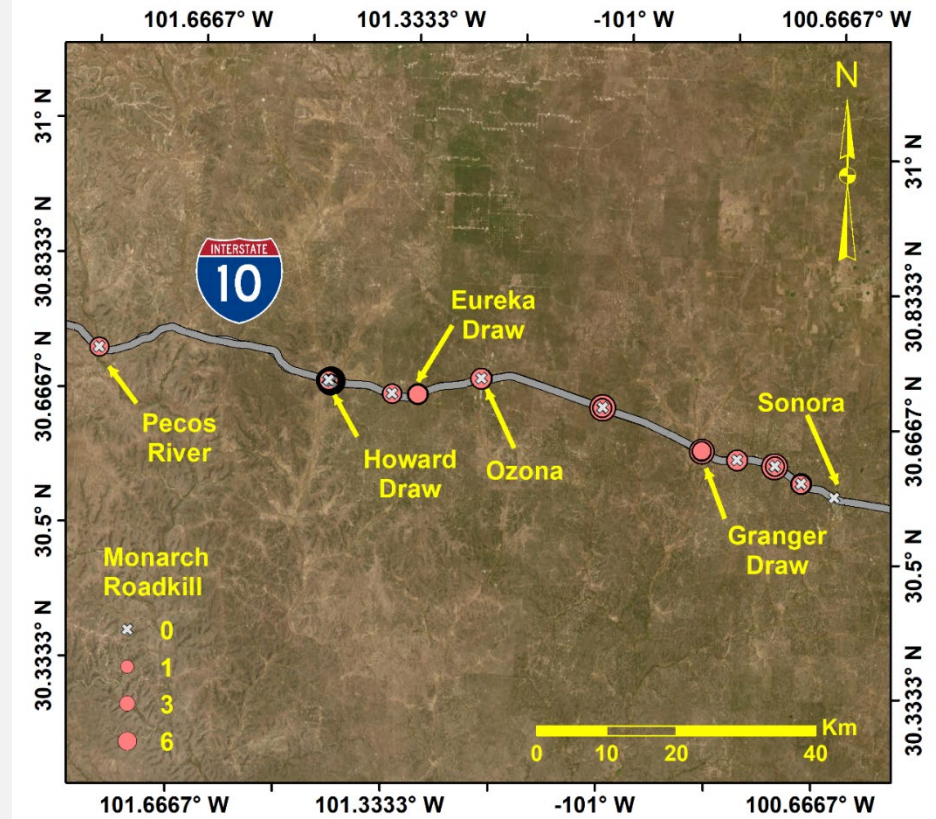 101.6667° W 101.3333° W -101° W 100.6667° W
31° N
30.8333° N
30.6667° N
30.5° N
30.3333° N
N
INTERSTATE
10
Eureka
Draw
Pecos
River
Howard
Draw
Ozona
Sonora
Granger
Draw
Monarch
Roadkill
0
1
3
6
Km
0 10 20 40
31° N
30.8333° N
30.6667° N
30.5° N
30.3333° N
101.6667° W 101.3333° W -101° W 100.6667° W